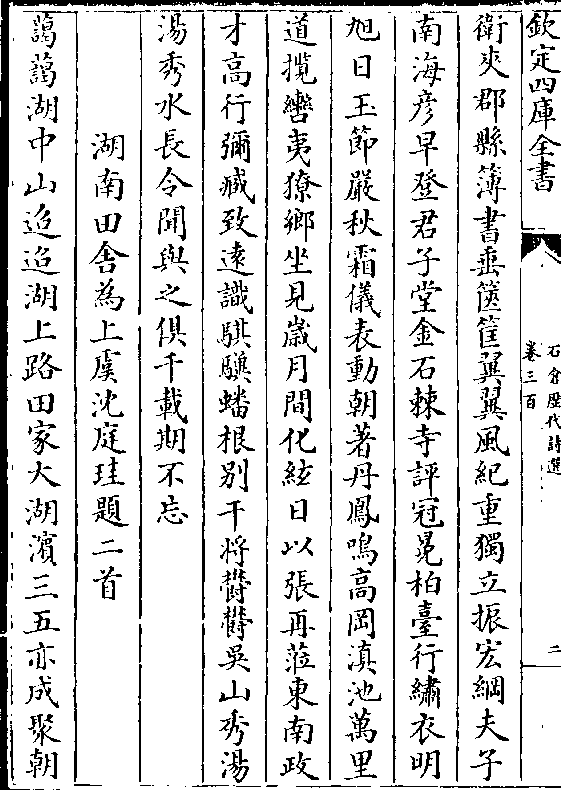 欽定四庫全書
石倉歷代詩選
卷三百
二
衛夾郡縣簿書垂篋筐翼翼風紀重獨立振宏綱夫子
南海彦早登君子堂金石棘寺評冠冕柏臺行繡衣明
旭日玉節嚴秋霜儀表動朝著丹鳳鳴高岡滇池萬里
道攬轡夷獠鄉坐見嵗月間化絃日以張再蒞東南政
才高行彌臧致逺識騏驥蟠根别干将欝欝吳山秀湯
湯秀水長令聞與之俱千載期不忘
湖南田舎為上虞沈庭珪題二首
藹藹湖中山迢迢湖上路田家大湖濵三五亦成聚朝